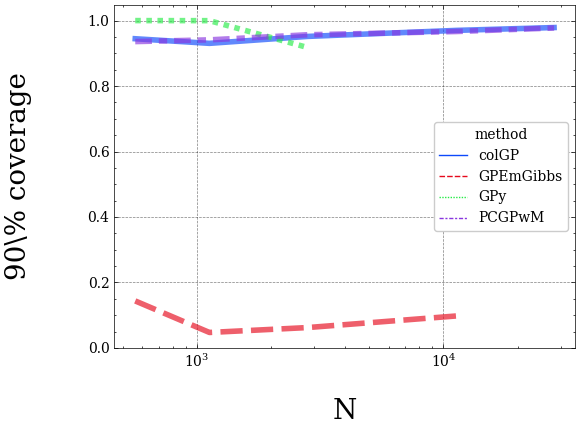 90\% coverage
1.0
0.8
0.6
0.4
0.2
0.0
method
colGP
GPEmGibbs
GPy
PCGPwM
10³ 10⁴
N